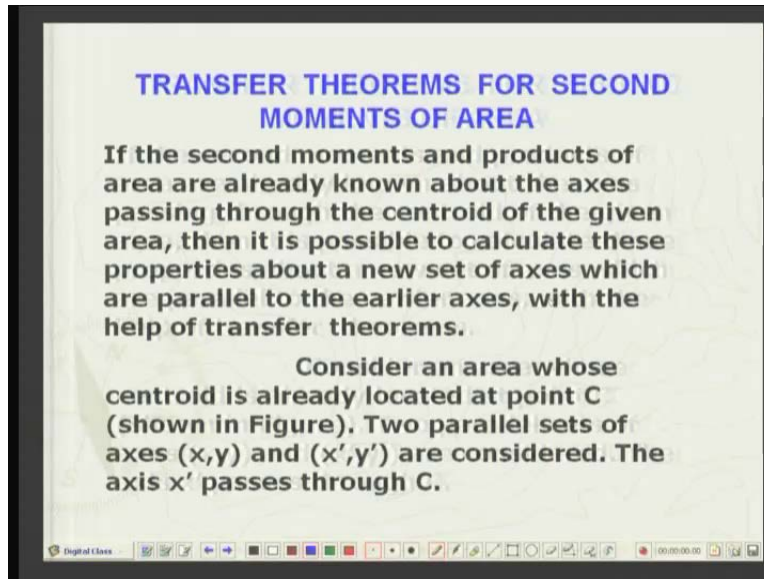 TRANSFER THEOREMS FOR SECOND
MOMENTS OF AREA
If the second moments and products of
area are already known about the axes
passing through the centroid of the given
area, then it is possible to calculate these
properties about a new set of axes which
are parallel to the earlier axes, with the
help of transfer theorems.
Consider an area whose
centroid is already located at point C
(shown in Figure). Two parallel sets of
axes (x,y) and (x′,y′) are considered. The
axis x′ passes through C.
Digital Class 00:00:00.00